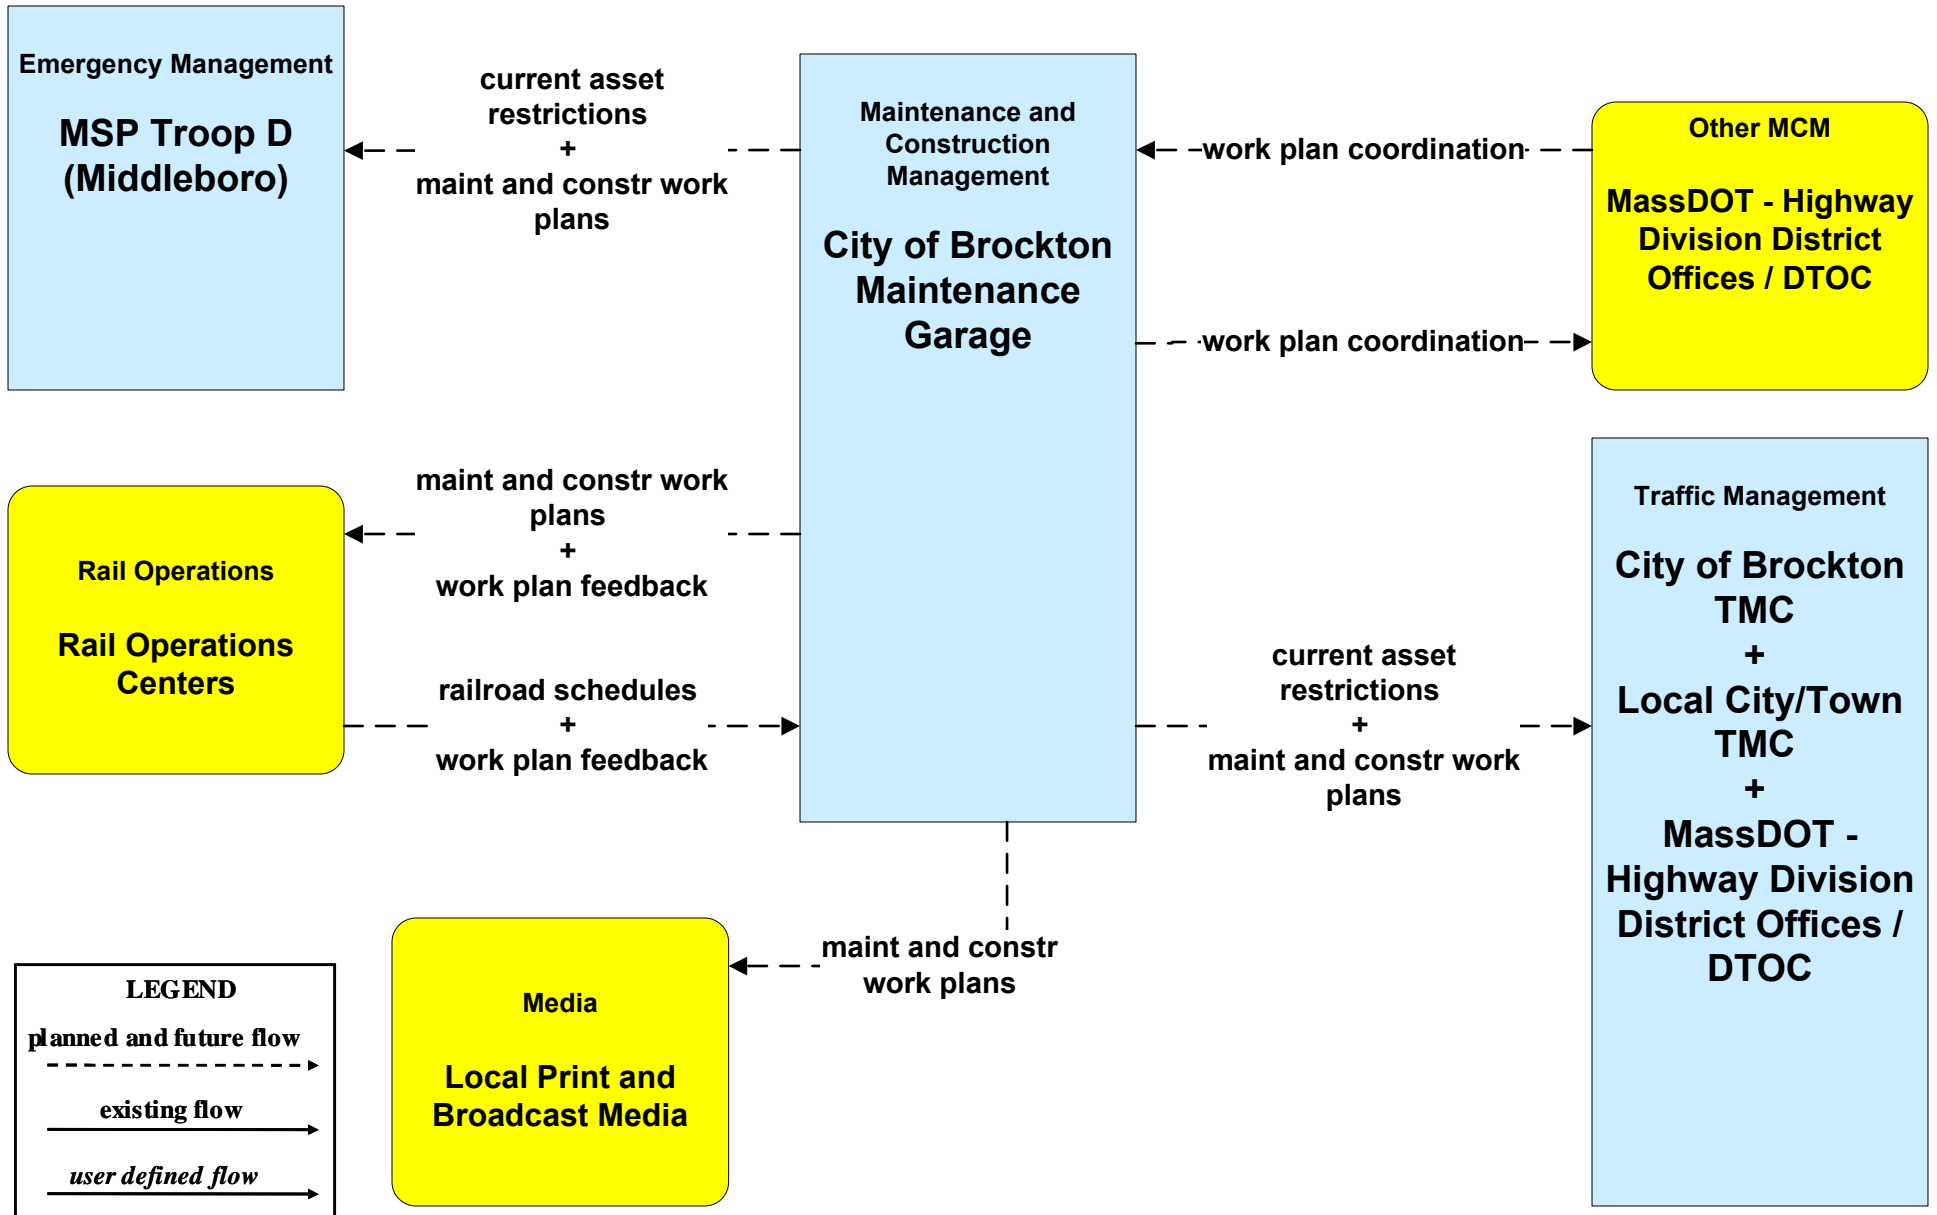 Emergency Management
MSP Troop D
(Middleboro)
current asset
restrictions
+
maint and constr work
plans
Maintenance and
Construction
Management
City of Brockton
Maintenance
Garage
work plan coordination
work plan coordination
Other MCM
MassDOT - Highway
Division District
Offices / DTOC
Rail Operations
Rail Operations
Centers
maint and constr work
plans
+
work plan feedback
railroad schedules
+
work plan feedback
current asset
restrictions
+
maint and constr work
plans
Traffic Management
City of Brockton
TMC
+
Local City/Town
TMC
+
MassDOT -
Highway Division
District Offices /
DTOC
maint and constr
work plans
Media
Local Print and
Broadcast Media
LEGEND
planned and future flow
existing flow
user defined flow